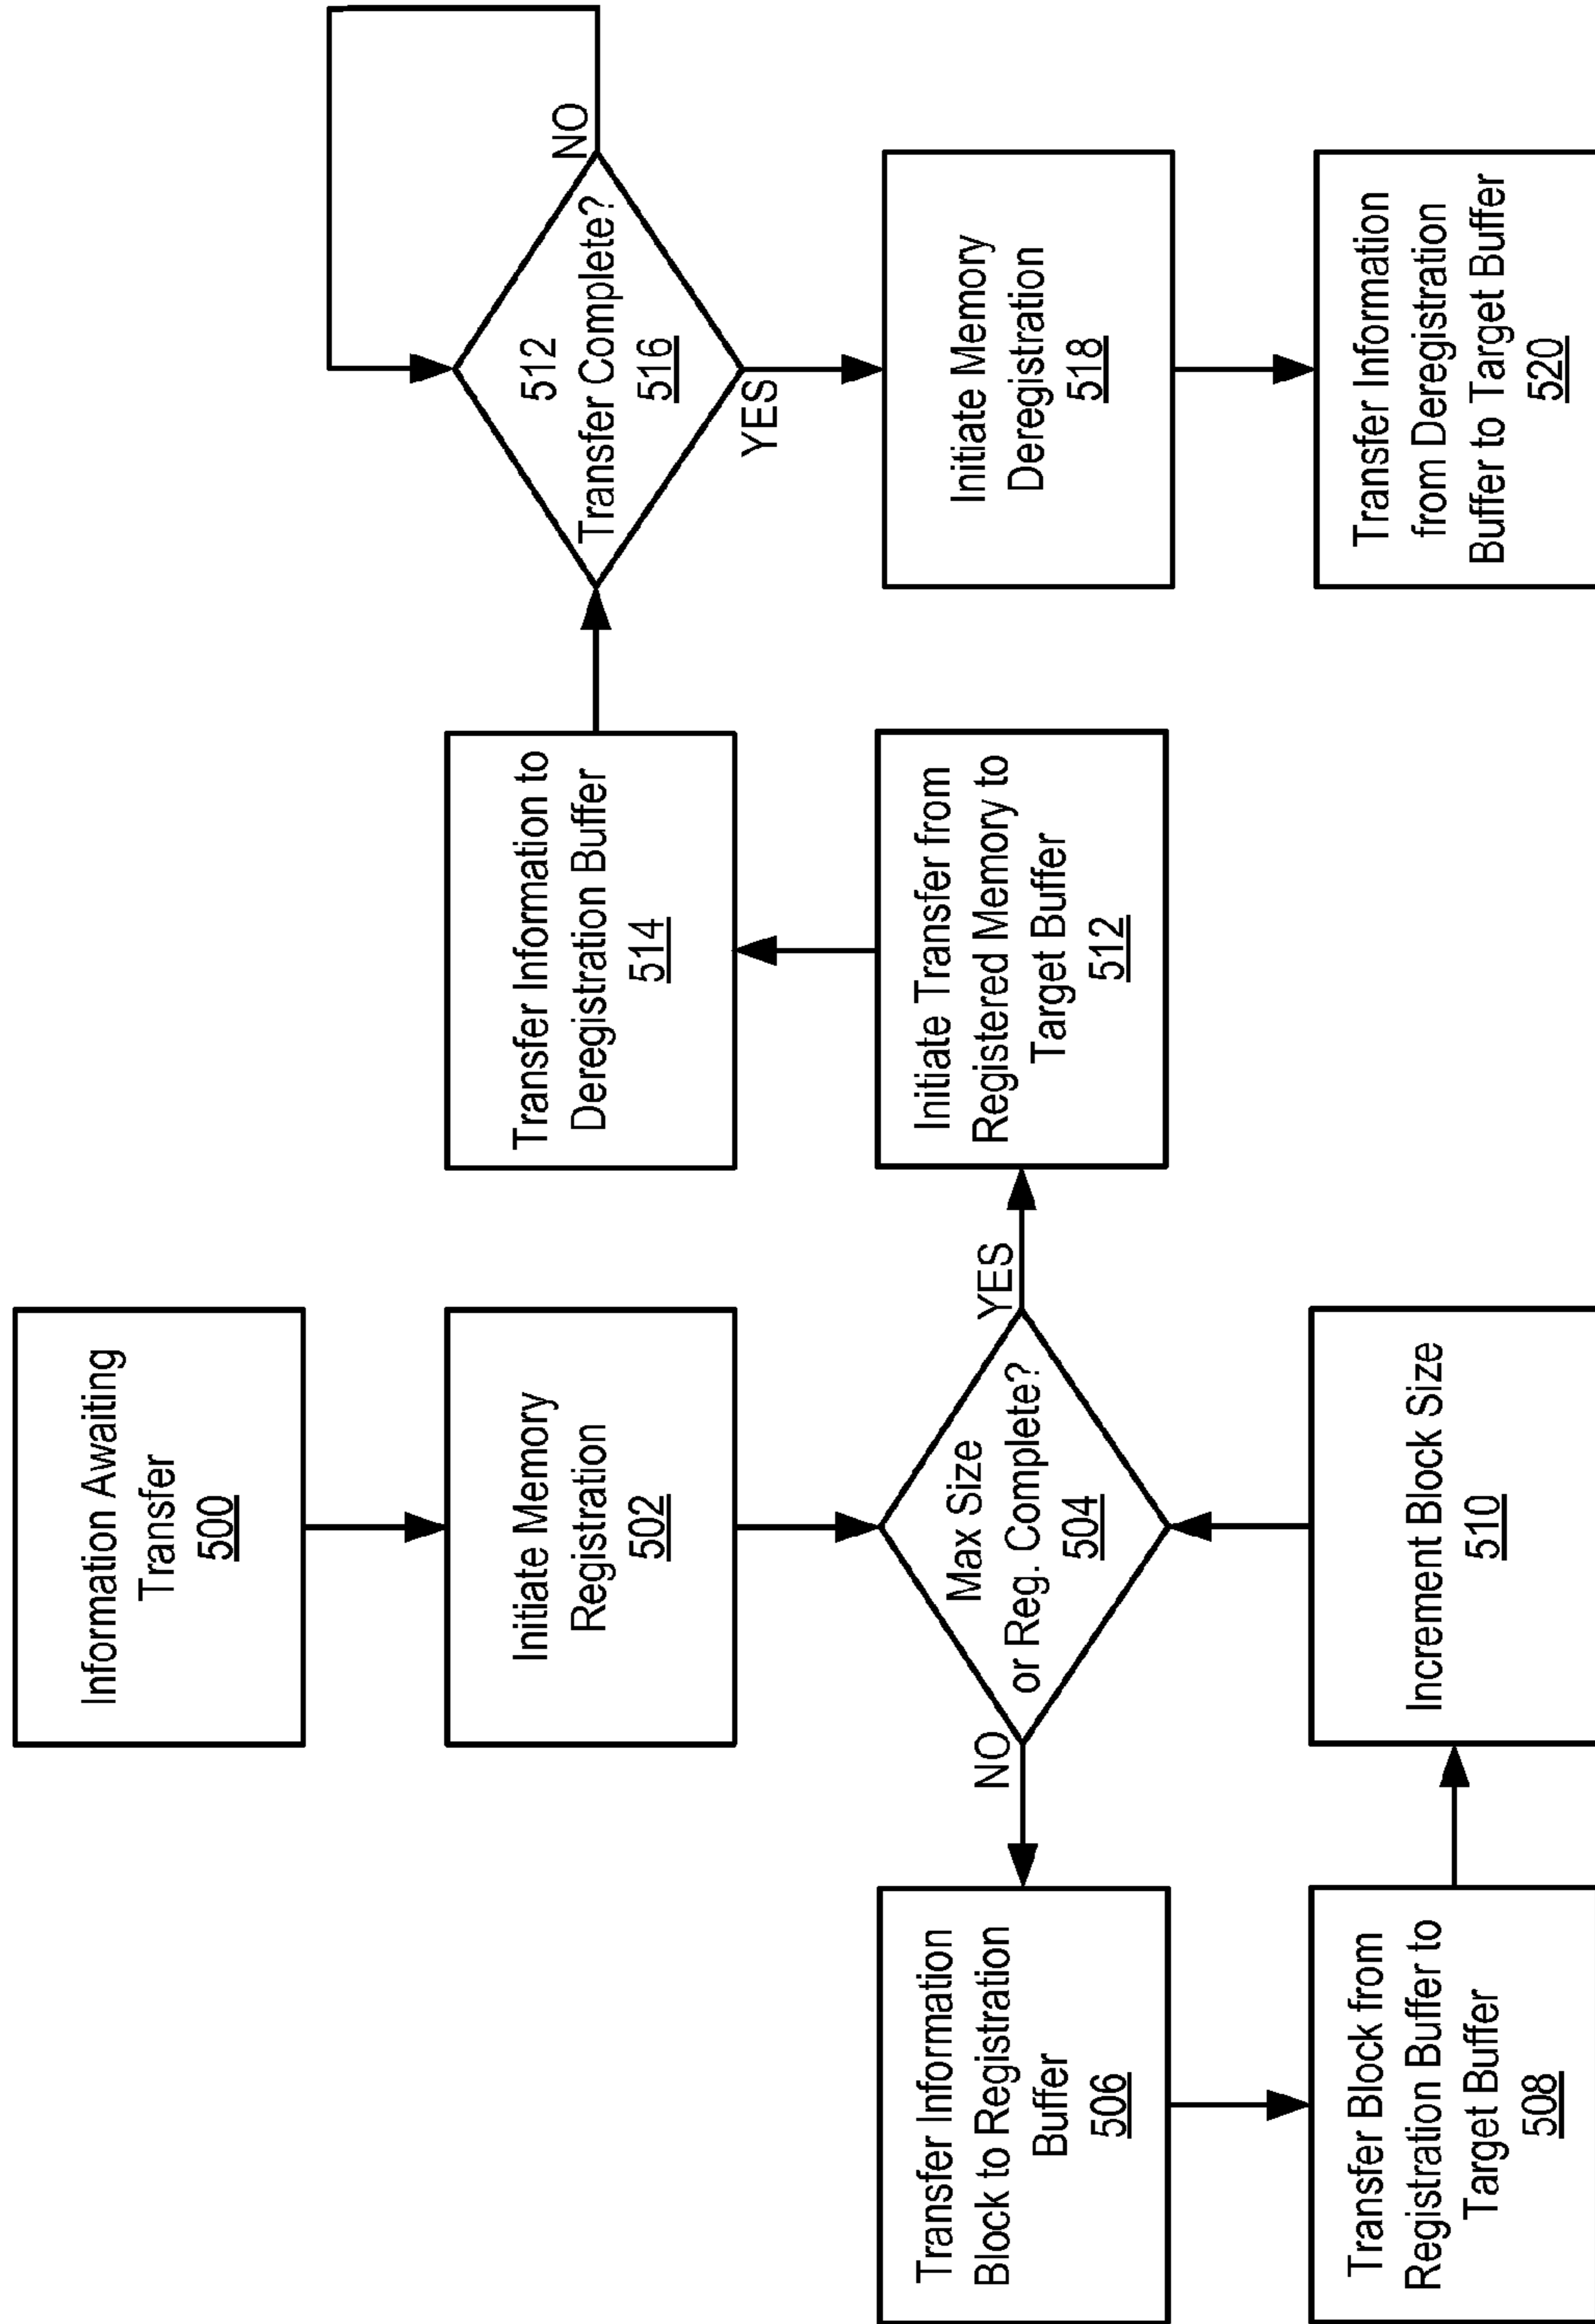 Information Awaiting
Transfer
500
Initiate Memory
Registration
502
Max Size
or Reg. Complete?
504
NO
YES
Transfer Information
Block to Registration
Buffer
506
Transfer Block from
Registration Buffer to
Target Buffer
508
Increment Block Size
510
Initiate Transfer from
Registered Memory to
Target Buffer
512
Transfer Information to
Deregistration Buffer
514
512
Transfer Complete?
516
NO
YES
Initiate Memory
Deregistration
518
Transfer Information
from Deregistration
Buffer to Target Buffer
520